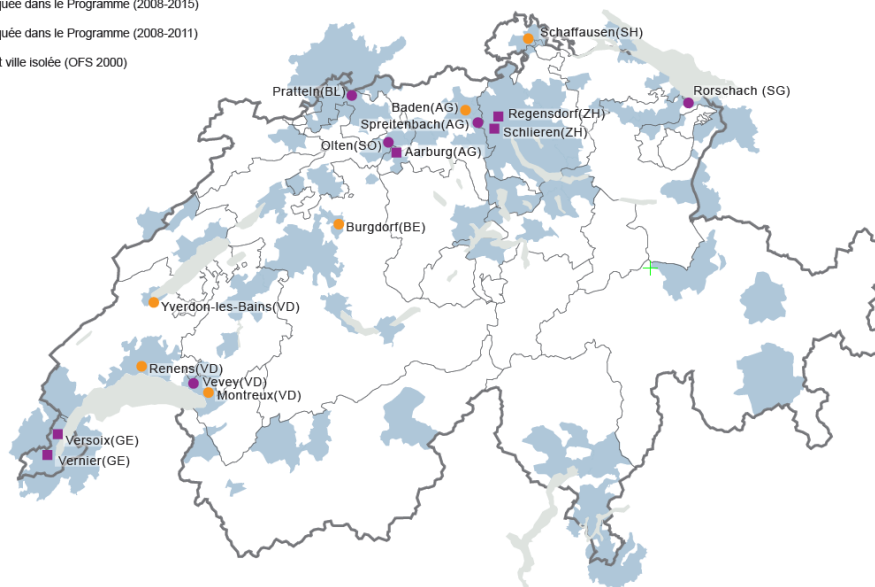 quée dans le Programme (2008-2015)
quée dans le Programme (2008-2011)
t ville isolée (OFS 2000)
Schaffausen(SH)
Pratteln(BL)
Rorschach (SG)
Baden(AG)
Regensdorf(ZH)
Spreitenbach(AG)
Schlieren(ZH)
Olten(SO)
Aarburg(AG)
Burgdorf(BE)
Yverdon-les-Bains(VD)
Renens(VD)
Vevey(VD)
Montreux(VD)
Versoix(GE)
Vernier(GE)